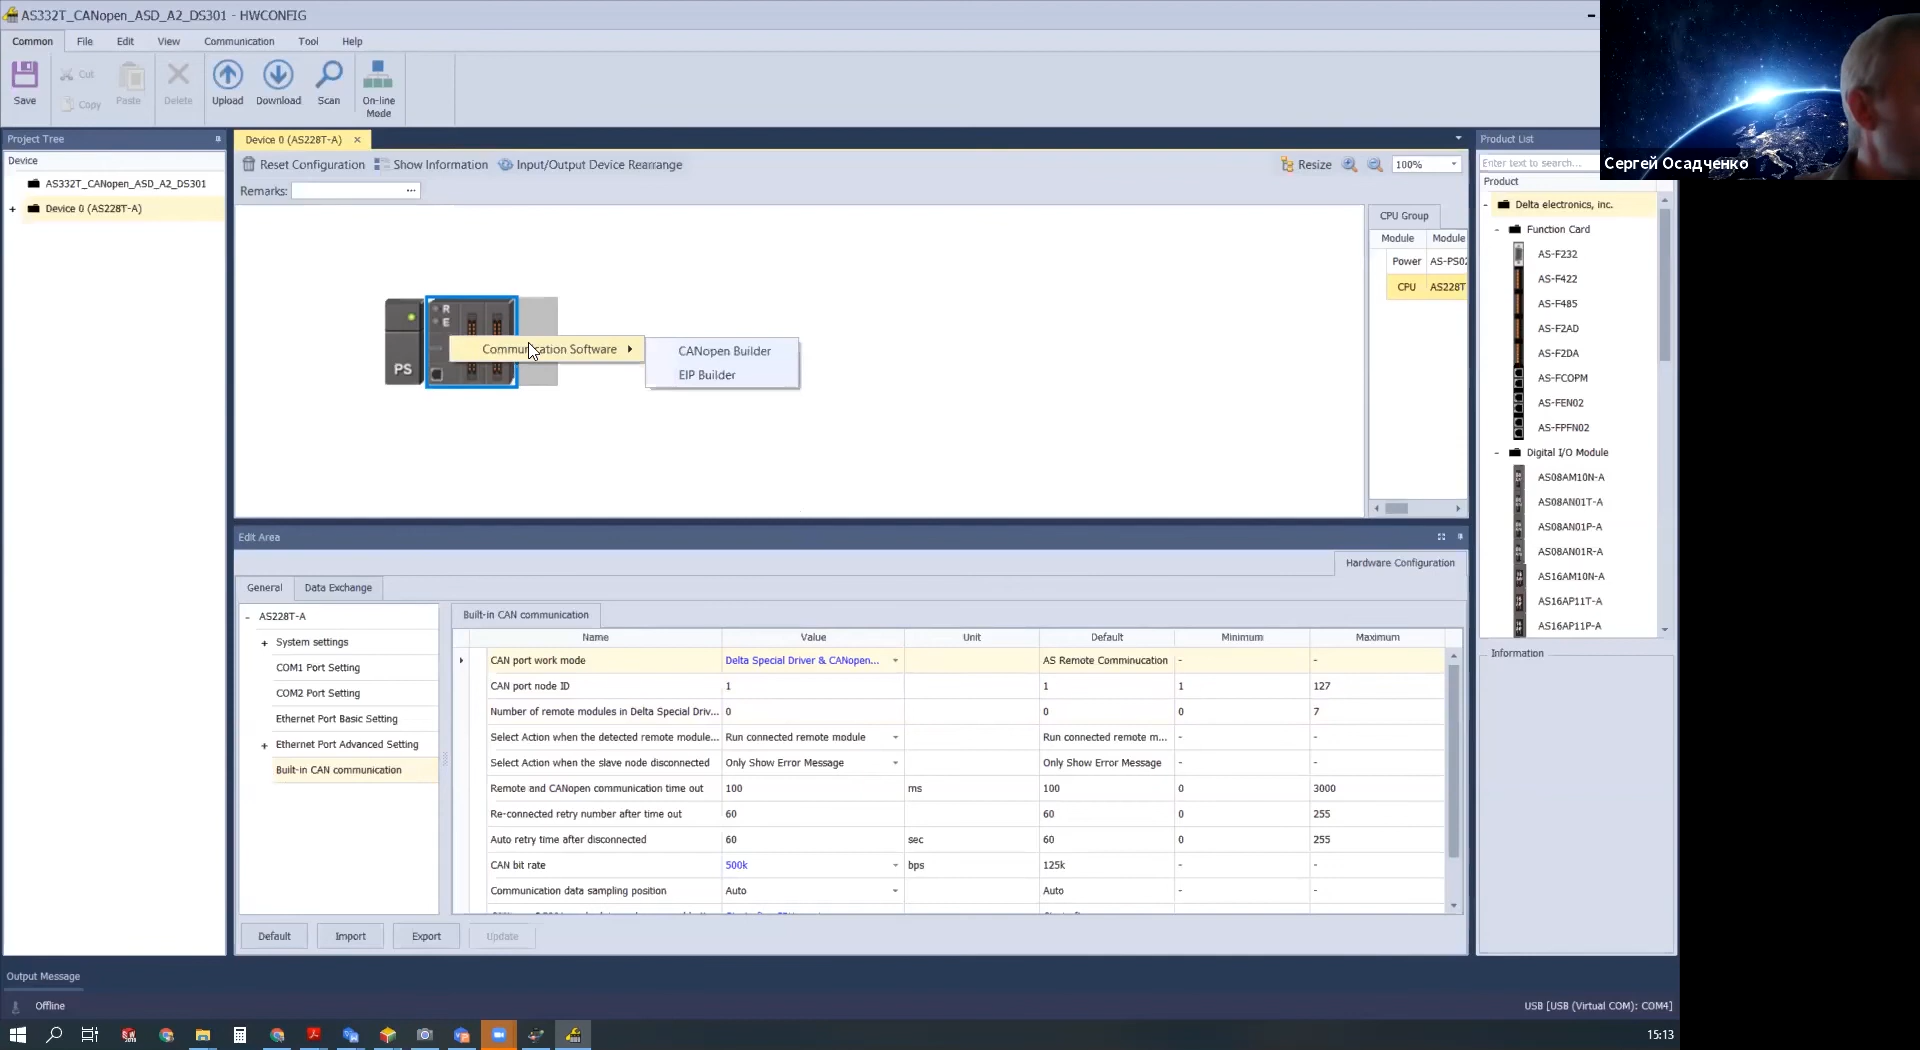 AS332T_CANopen_ASD_A2_DS301 - HWCONFIG
Common File Edit View Communication Tool Help
Save Cut Copy Paste Delete Upload Download Scan On-line Mode
Project Tree
Device
AS332T_CANopen_ASD_A2_DS301
Device 0 (AS228T-A)
Device 0 (AS228T-A)
Reset Configuration Show Information Input/Output Device Rearrange
Resize 100%
Remarks: ...
R
E
PS
Communication Software
CANopen Builder
EIP Builder
CPU Group
Module Module
Power AS-PS02
CPU AS228T
Product List
Enter text to search...
Сергей Осадченко
Product
Delta electronics, inc.
Function Card
AS-F232
AS-F422
AS-F485
AS-F2AD
AS-F2DA
AS-FCOPM
AS-FEN02
AS-FPFN02
Digital I/O Module
AS08AM10N-A
AS08AN01T-A
AS08AN01P-A
AS08AN01R-A
AS16AM10N-A
AS16AP11T-A
AS16AP11P-A
Information
Edit Area
Hardware Configuration
General Data Exchange
AS228T-A
System settings
COM1 Port Setting
COM2 Port Setting
Ethernet Port Basic Setting
Ethernet Port Advanced Setting
Built-in CAN communication
Built-in CAN communication
Name Value Unit Default Minimum Maximum
CAN port work mode Delta Special Driver & CANopen... AS Remote Comminucation - -
CAN port node ID 1 1 1 127
Number of remote modules in Delta Special Driv... 0 0 0 7
Select Action when the detected remote module... Run connected remote module Run connected remote m... - -
Select Action when the slave node disconnected Only Show Error Message Only Show Error Message - -
Remote and CANopen communication time out 100 ms 100 0 3000
Re-connected retry number after time out 60 60 0 255
Auto retry time after disconnected 60 sec 60 0 255
CAN bit rate 500k bps 125k - -
Communication data sampling position Auto Auto - -
Default Import Export Update
Output Message
Offline
USB [USB (Virtual COM): COM4]
15:13